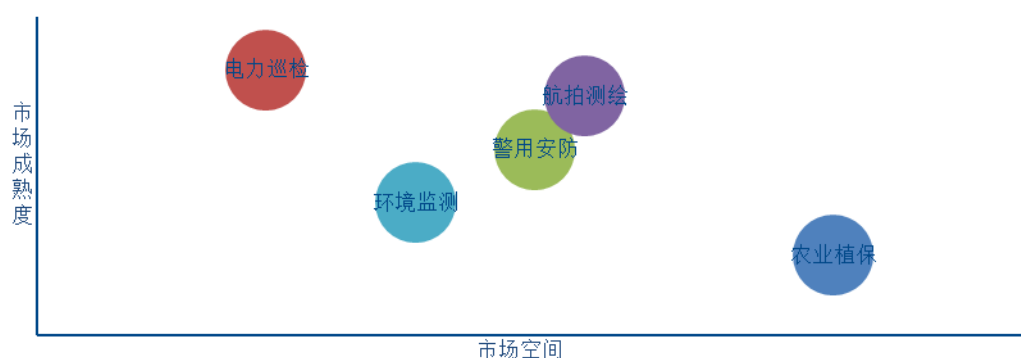 电力巡检
航拍测绘
市场成熟度
警用安防
环境监测
农业植保
市场空间